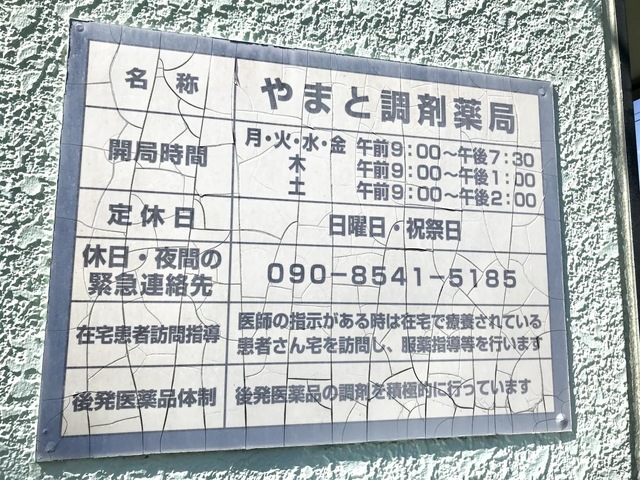 名称 やまと調剤薬局
開局時間 月・火・水・金 午前9:00〜午後7:30
木 午前9:00〜午後1:00
土 午前9:00〜午後2:00
定休日 日曜日・祝祭日
休日・夜間の
緊急連絡先 090-8541-5185
在宅患者訪問指導 医師の指示がある時は在宅で療養されている
患者さん宅を訪問し、服薬指導等を行います
後発医薬品体制 後発医薬品の調剤を積極的に行っています